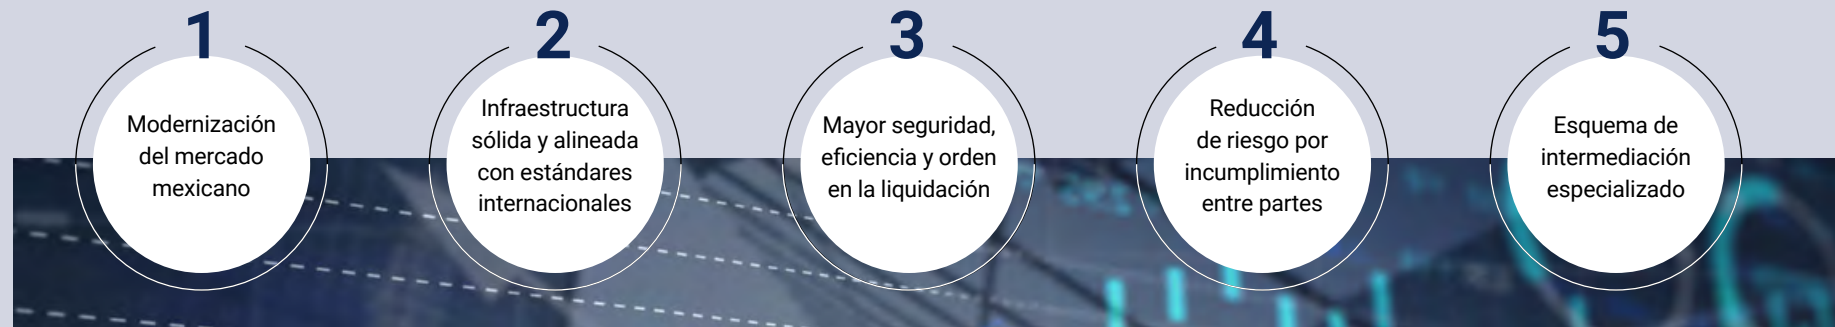 1
Modernización
del mercado
mexicano
2
Infraestructura
sólida y alineada
con estándares
internacionales
3
Mayor seguridad,
eficiencia y orden
en la liquidación
4
Reducción
de riesgo por
incumplimiento
entre partes
5
Esquema de
intermediación
especializado